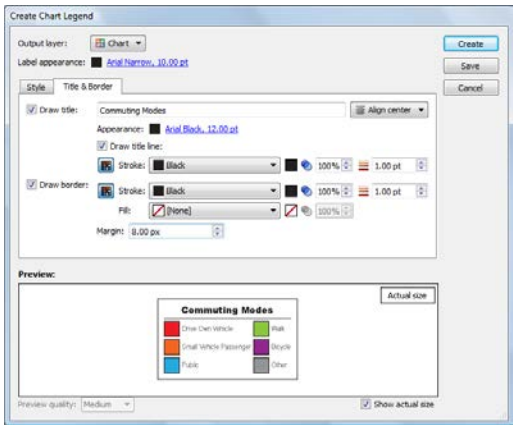 Create Chart Legend
Output layer: Chart Create
Label appearance: Arial Narrow, 10.00 pt Save
Style Title & Border Cancel
Draw title: Commuting Modes Align center
Appearance: Arial Black, 12.00 pt
Draw title line:
Stroke: Black 100% 1.00 pt
Draw border: Stroke: Black 100% 1.00 pt
Fill: [None] 100%
Margin: 8.00 px
Preview:
Actual size
Commuting Modes
Drive Own Vehicle Walk
Small Vehicle Passenger Bicycle
Public Other
Preview quality: Medium Show actual size